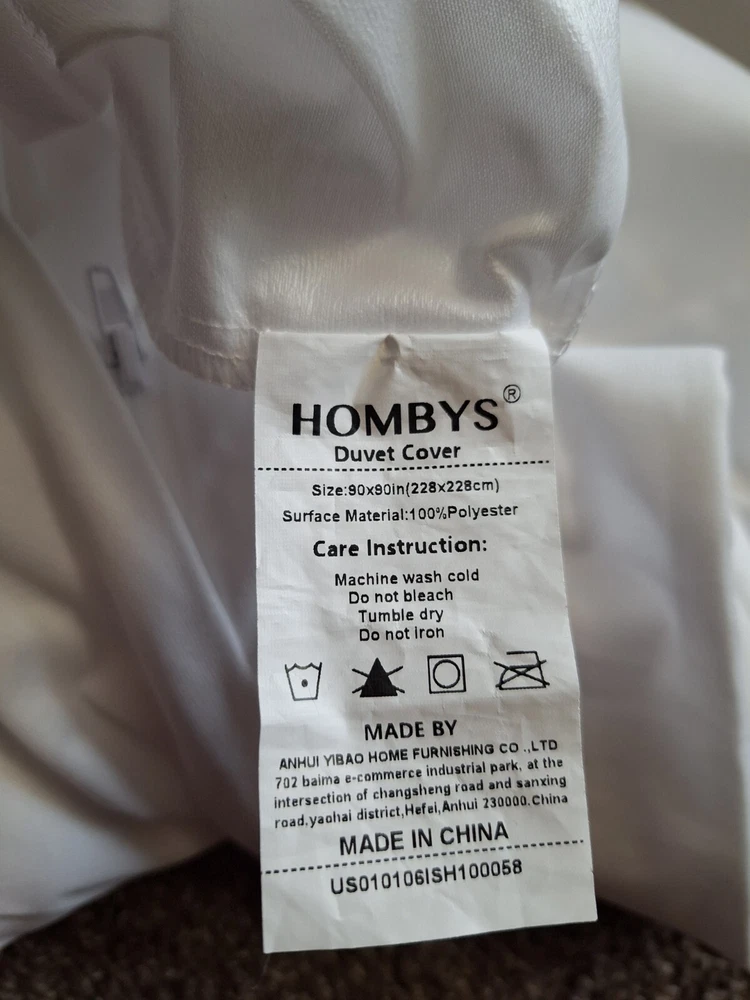 HOMBYS®
Duvet Cover
Size:90x90in(228x228cm)
Surface Material:100%Polyester
Care Instruction:
Machine wash cold
Do not bleach
Tumble dry
Do not iron
MADE BY
ANHUI YIBAO HOME FURNISHING CO .,LTD
702 baima e-commerce industrial park, at the
intersection of changsheng road and sanxing
road,yaohai district,Hefei,Anhui 230000,China
MADE IN CHINA
US010106ISH100058